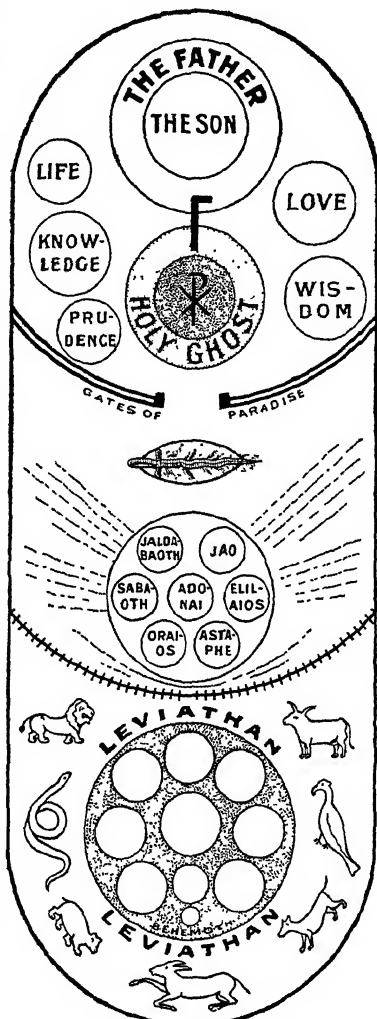 THE FATHER
THE SON
LIFE
LOVE
KNOW-
LEDGE
WIS-
DOM
PRU-
DENCE
HOLY GHOST
GATES OF PARADISE
JALDA-
BAOTH
JAO
SABA-
OTH
ADO-
NAI
ELIL-
AIOS
ORAI-
OS
ASTA-
PHE
LEVIATHAN
BEHEMOT
LEVIATHAN